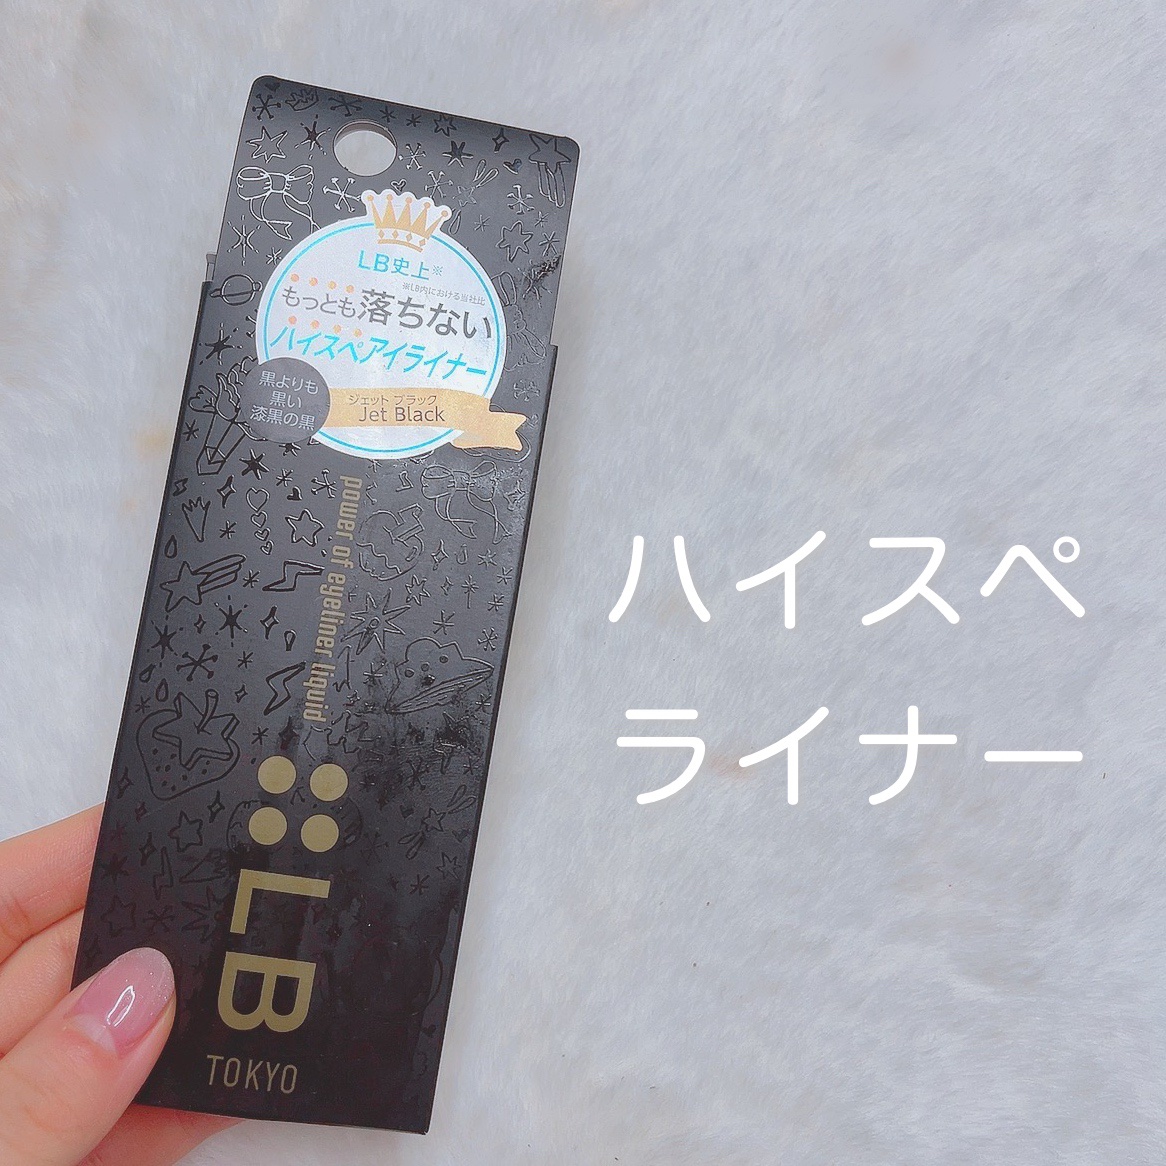 LB史上※
※LB内における当社比
もっとも落ちない
ハイスペアイライナー
黒よりも
黒い
漆黒の黒
ジェット ブラック
Jet Black
power of eyeliner liquid
LB
TOKYO
ハイスペ
ライナー